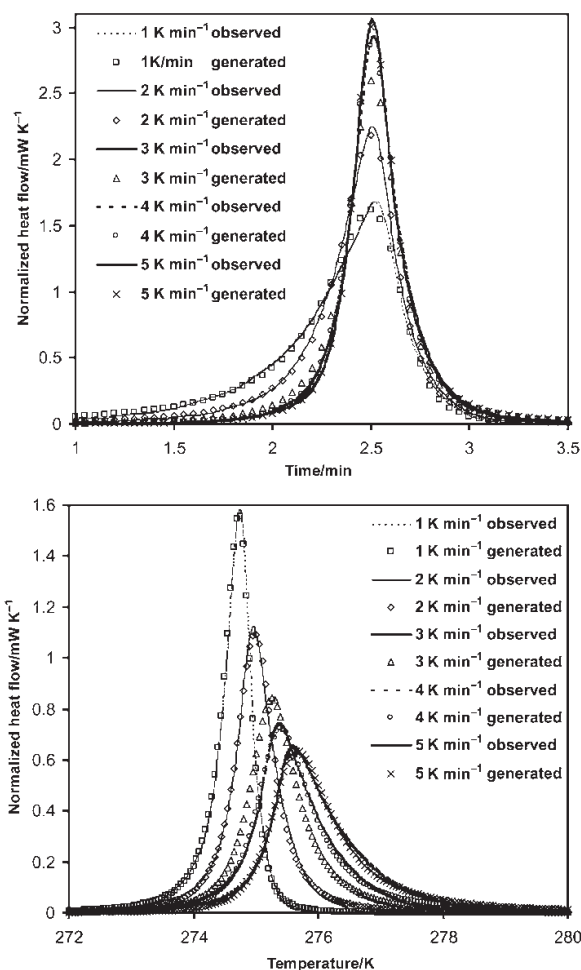 Normalized heat flow/mW K⁻¹
3
2.5
2
1.5
1
0.5
0
1 K min⁻¹ observed
1K/min generated
2 K min⁻¹ observed
2 K min⁻¹ generated
3 K min⁻¹ observed
3 K min⁻¹ generated
4 K min⁻¹ observed
4 K min⁻¹ generated
5 K min⁻¹ observed
5 K min⁻¹ generated
1 1.5 2 2.5 3 3.5
Time/min
Normalized heat flow/mW K⁻¹
1.6
1.4
1.2
1
0.8
0.6
0.4
0.2
0
1 K min⁻¹ observed
1 K min⁻¹ generated
2 K min⁻¹ observed
2 K min⁻¹ generated
3 K min⁻¹ observed
3 K min⁻¹ generated
4 K min⁻¹ observed
4 K min⁻¹ generated
5 K min⁻¹ observed
5 K min⁻¹ generated
272 274 276 278 280
Temperature/K